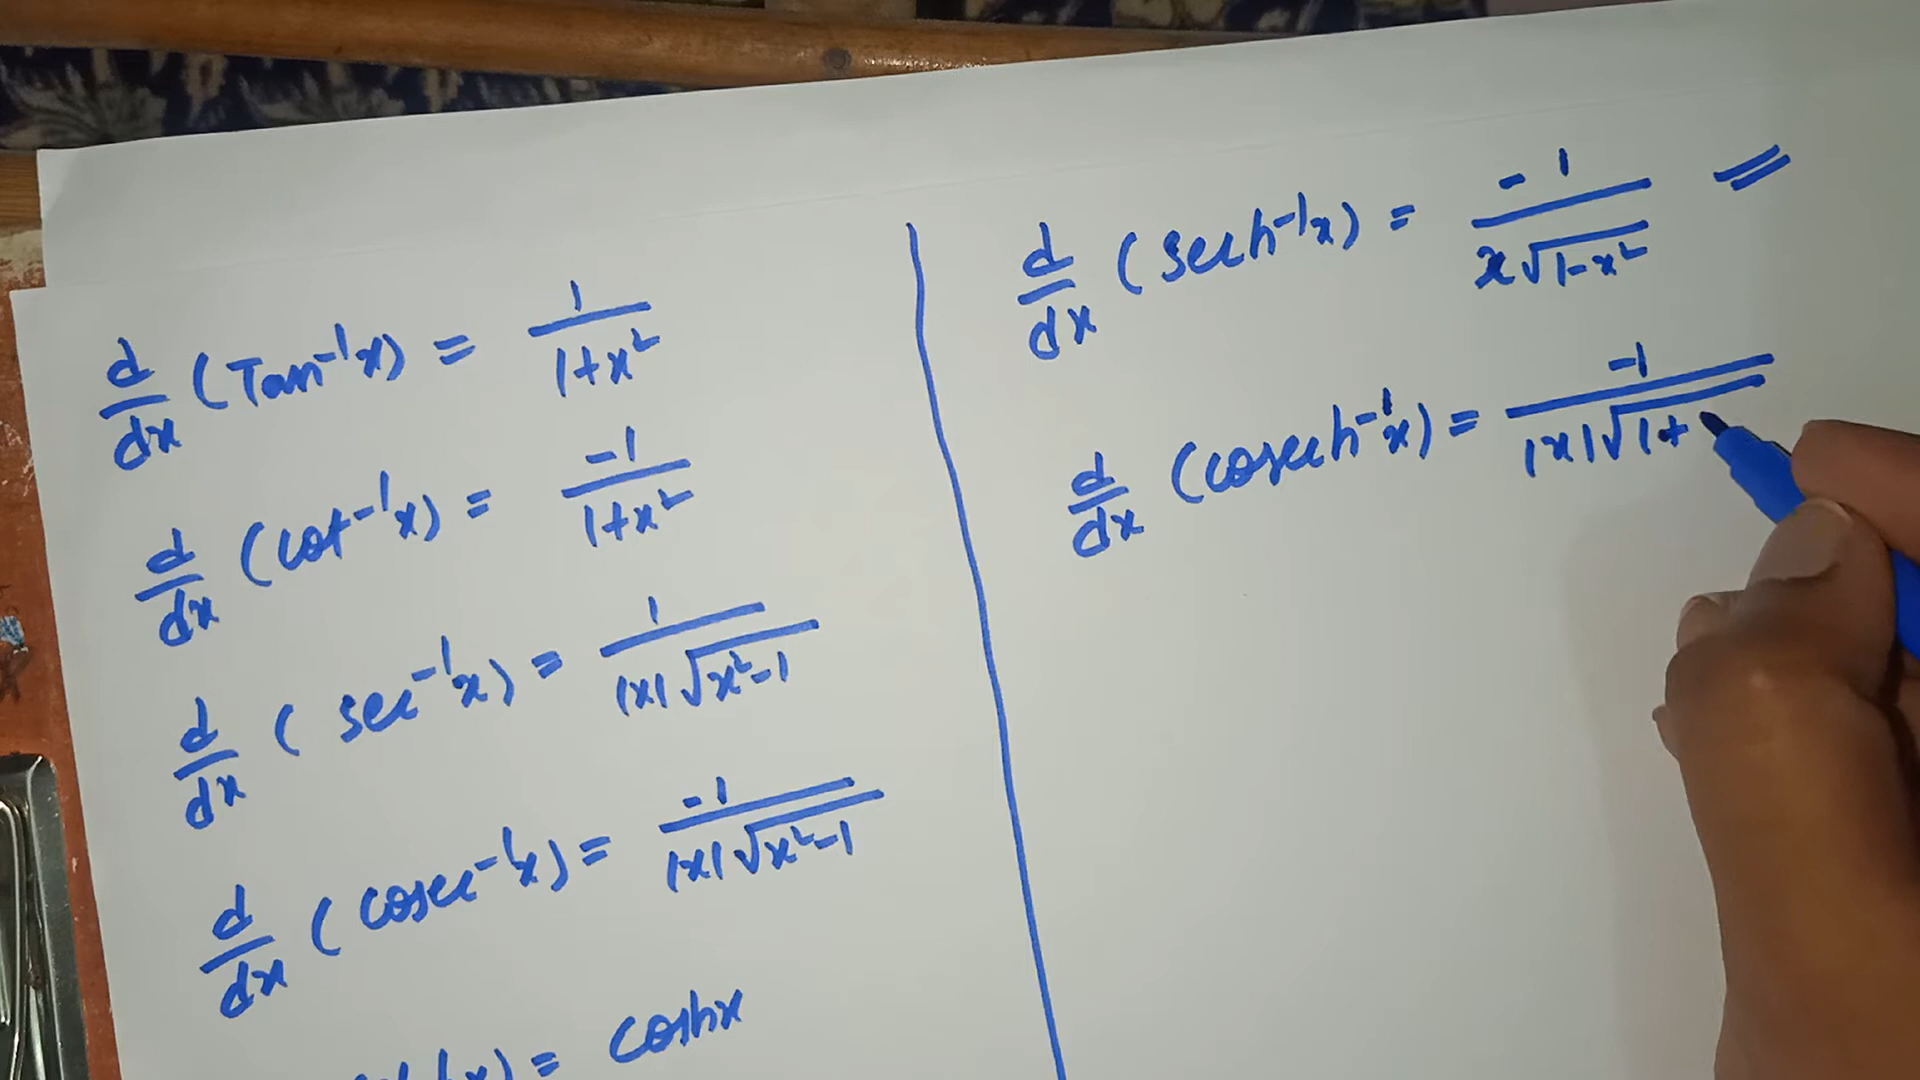 d/dx (Tan⁻¹x) = 1/(1+x²)
d/dx (cot⁻¹x) = -1/(1+x²)
d/dx (sec⁻¹x) = 1/(|x|√(x²-1))
d/dx (cosec⁻¹x) = -1/(|x|√(x²-1))
x) = coshx
d/dx (sech⁻¹x) = -1/(x√(1-x²))
d/dx (cosech⁻¹x) = -1/(|x|√(1+